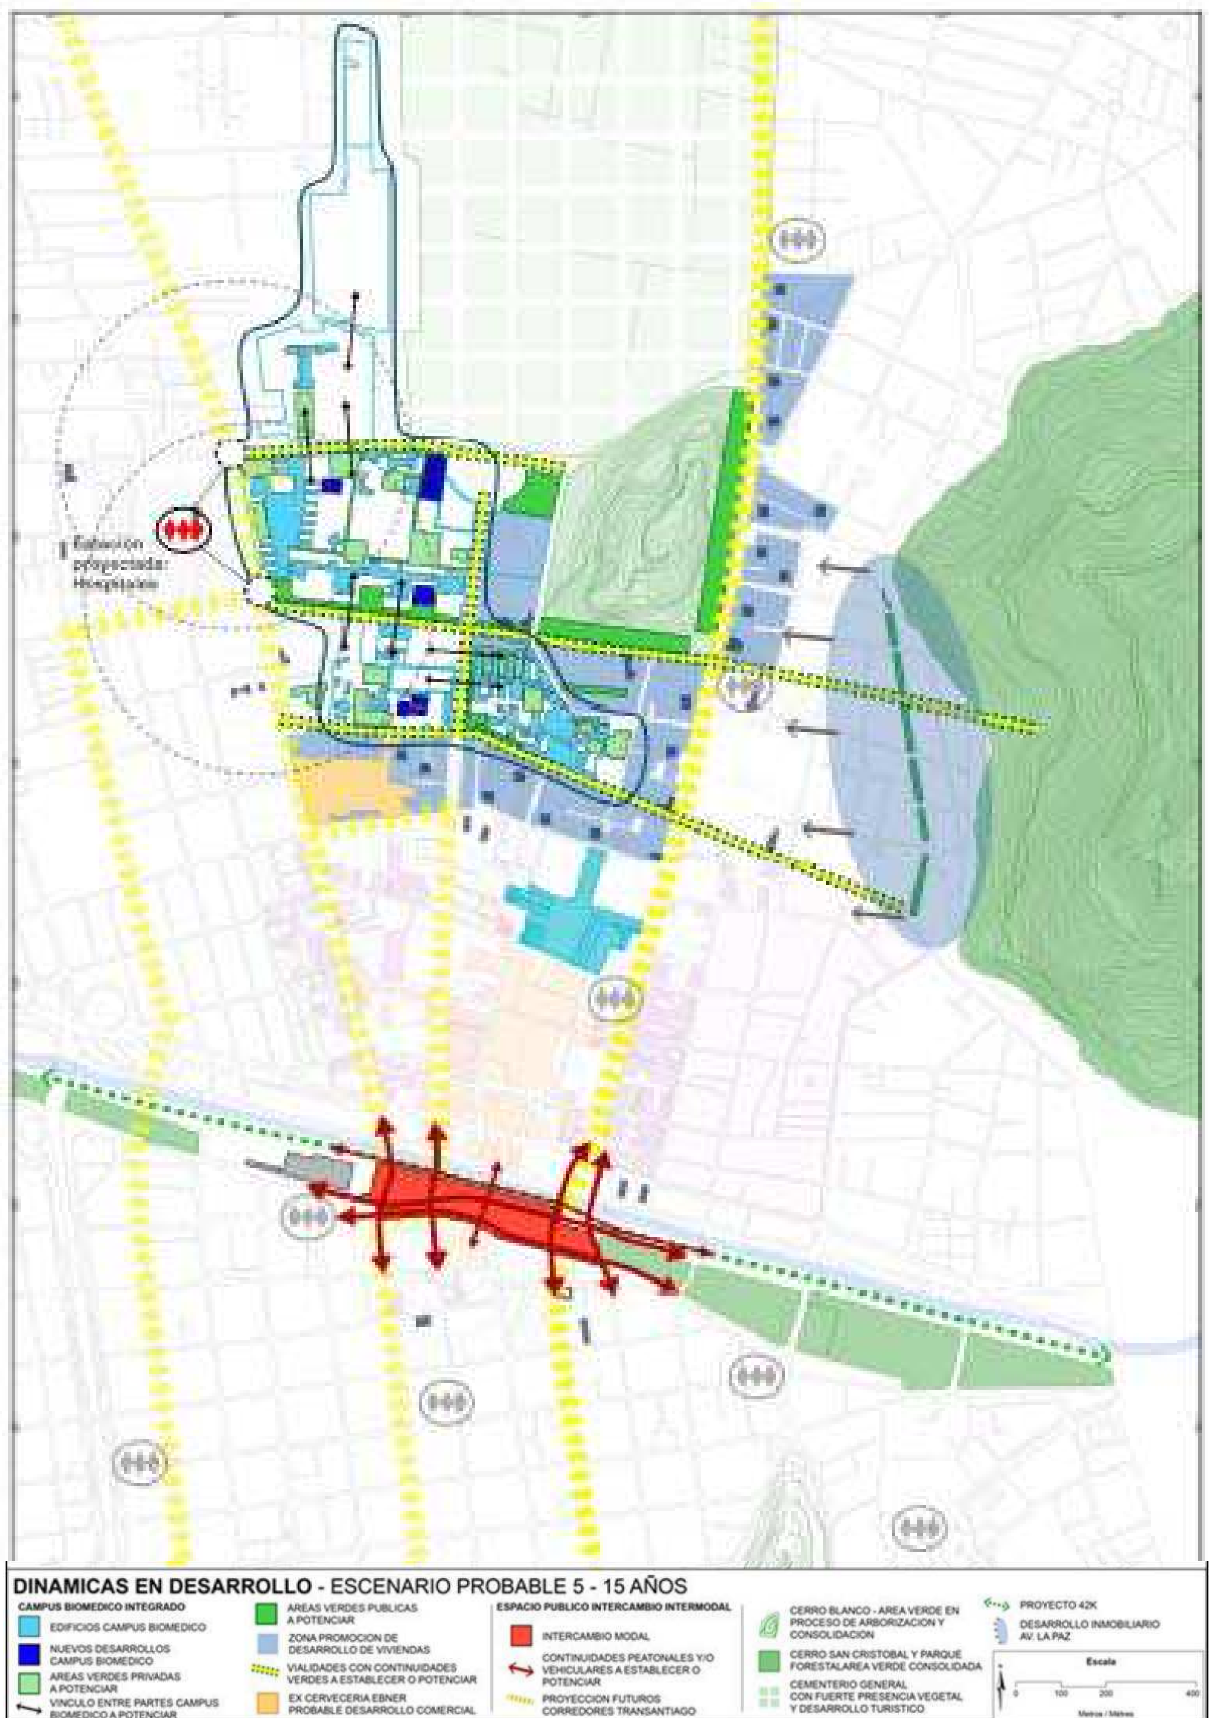 Estación
proyectada:
Hospitales
DINAMICAS EN DESARROLLO - ESCENARIO PROBABLE 5 - 15 AÑOS
CAMPUS BIOMEDICO INTEGRADO
EDIFICIOS CAMPUS BIOMEDICO
NUEVOS DESARROLLOS
CAMPUS BIOMEDICO
AREAS VERDES PRIVADAS
A POTENCIAR
VINCULO ENTRE PARTES CAMPUS
BIOMEDICO A POTENCIAR
AREAS VERDES PUBLICAS
A POTENCIAR
ZONA PROMOCION DE
DESARROLLO DE VIVIENDAS
VIALIDADES CON CONTINUIDADES
VERDES A ESTABLECER O POTENCIAR
EX CERVECERIA EBNER
PROBABLE DESARROLLO COMERCIAL
ESPACIO PUBLICO INTERCAMBIO INTERMODAL
INTERCAMBIO MODAL
CONTINUIDADES PEATONALES Y/O
VEHICULARES A ESTABLECER O
POTENCIAR
PROYECCION FUTUROS
CORREDORES TRANSANTIAGO
CERRO BLANCO - AREA VERDE EN
PROCESO DE ARBORIZACION Y
CONSOLIDACION
CERRO SAN CRISTOBAL Y PARQUE
FORESTALAREA VERDE CONSOLIDADA
CEMENTERIO GENERAL
CON FUERTE PRESENCIA VEGETAL
Y DESARROLLO TURISTICO
PROYECTO 42K
DESARROLLO INMOBILIARIO
AV. LA PAZ
Escala
0 100 200 400
Metros / Mètres